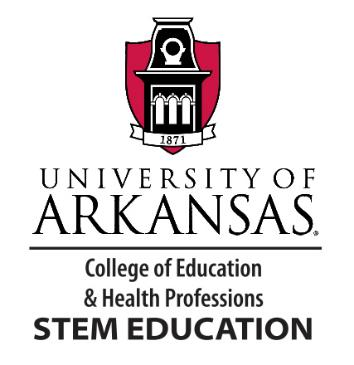 1871
UNIVERSITY OF
ARKANSAS®
College of Education
& Health Professions
STEM EDUCATION